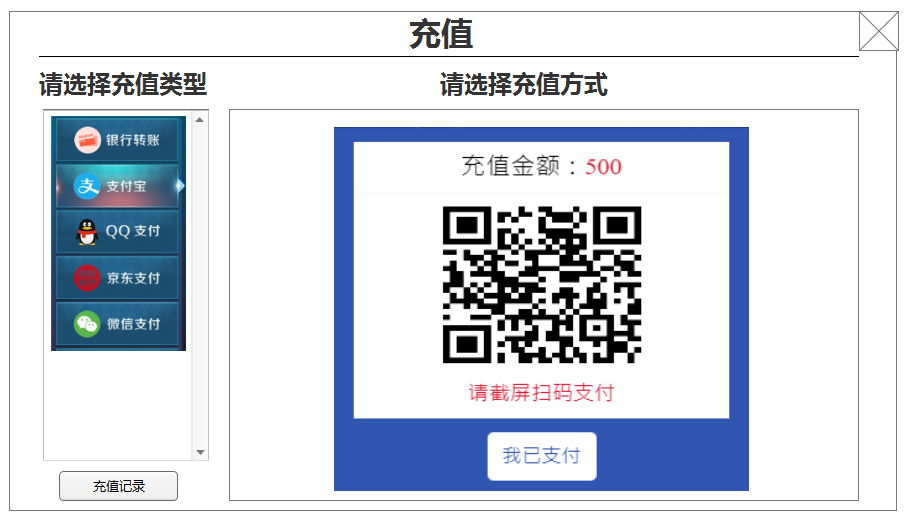 充值
请选择充值类型
请选择充值方式
银行转账
支付宝
QQ 支付
京东支付
微信支付
充值记录
充值金额：500
请截屏扫码支付
我已支付